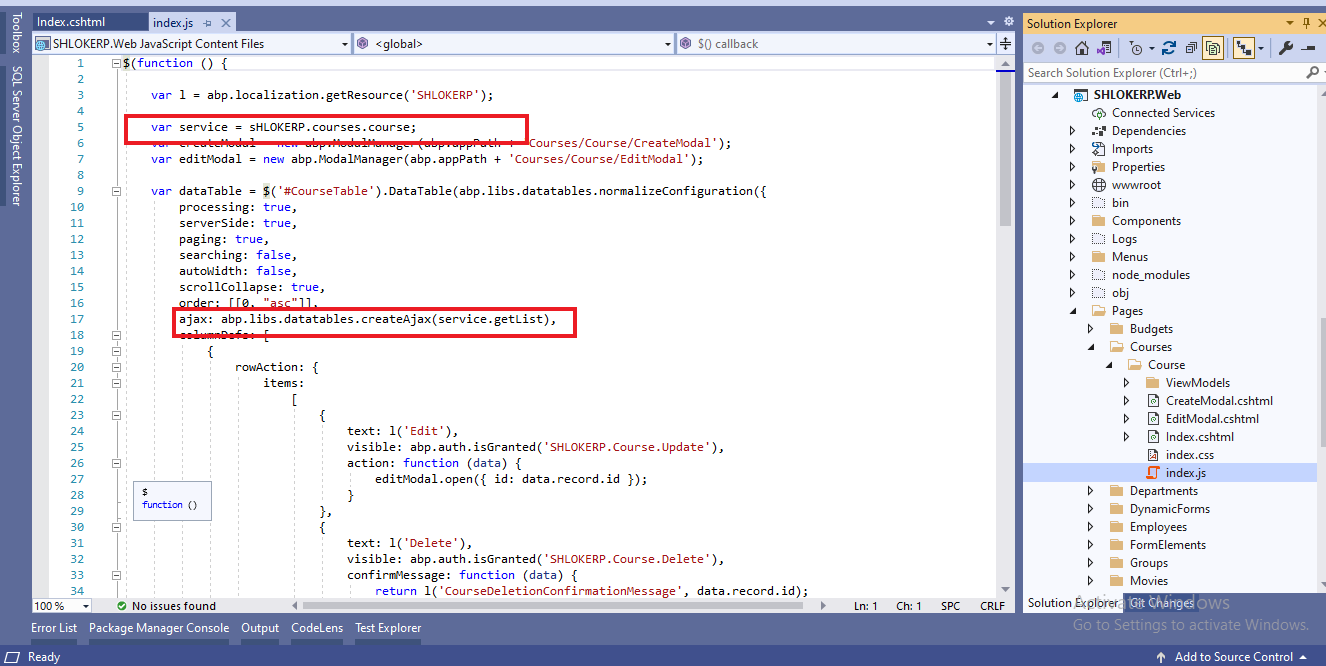 Toolbox
SQL Server Object Explorer
Index.cshtml
index.js
SHLOKERP.Web JavaScript Content Files
<global>
$() callback
1 $(function () {
2
3 var l = abp.localization.getResource('SHLOKERP');
4
5 var service = sHLOKERP.courses.course;
6 var createModal = new abp.ModalManager(abp.appPath + 'Courses/Course/CreateModal');
7 var editModal = new abp.ModalManager(abp.appPath + 'Courses/Course/EditModal');
8
9 var dataTable = $('#CourseTable').DataTable(abp.libs.datatables.normalizeConfiguration({
10 processing: true,
11 serverSide: true,
12 paging: true,
13 searching: false,
14 autoWidth: false,
15 scrollCollapse: true,
16 order: [[0, "asc"]],
17 ajax: abp.libs.datatables.createAjax(service.getList),
18 columnDefs: [
19 {
20 rowAction: {
21 items:
22 [
23 {
24 text: l('Edit'),
25 visible: abp.auth.isGranted('SHLOKERP.Course.Update'),
26 action: function (data) {
27 editModal.open({ id: data.record.id });
28 }
29 },
30 {
31 text: l('Delete'),
32 visible: abp.auth.isGranted('SHLOKERP.Course.Delete'),
33 confirmMessage: function (data) {
34 return l('CourseDeletionConfirmationMessage', data.record.id);
$
function ()
100 %
No issues found
Ln: 1 Ch: 1 SPC CRLF
Solution Explorer
Search Solution Explorer (Ctrl+;)
SHLOKERP.Web
Connected Services
Dependencies
Imports
Properties
wwwroot
bin
Components
Logs
Menus
node_modules
obj
Pages
Budgets
Courses
Course
ViewModels
CreateModal.cshtml
EditModal.cshtml
Index.cshtml
index.css
index.js
Departments
DynamicForms
Employees
FormElements
Groups
Movies
Solution Explorer Git Changes
Activate Windows
Go to Settings to activate Windows.
Error List Package Manager Console Output CodeLens Test Explorer
Ready
Add to Source Control